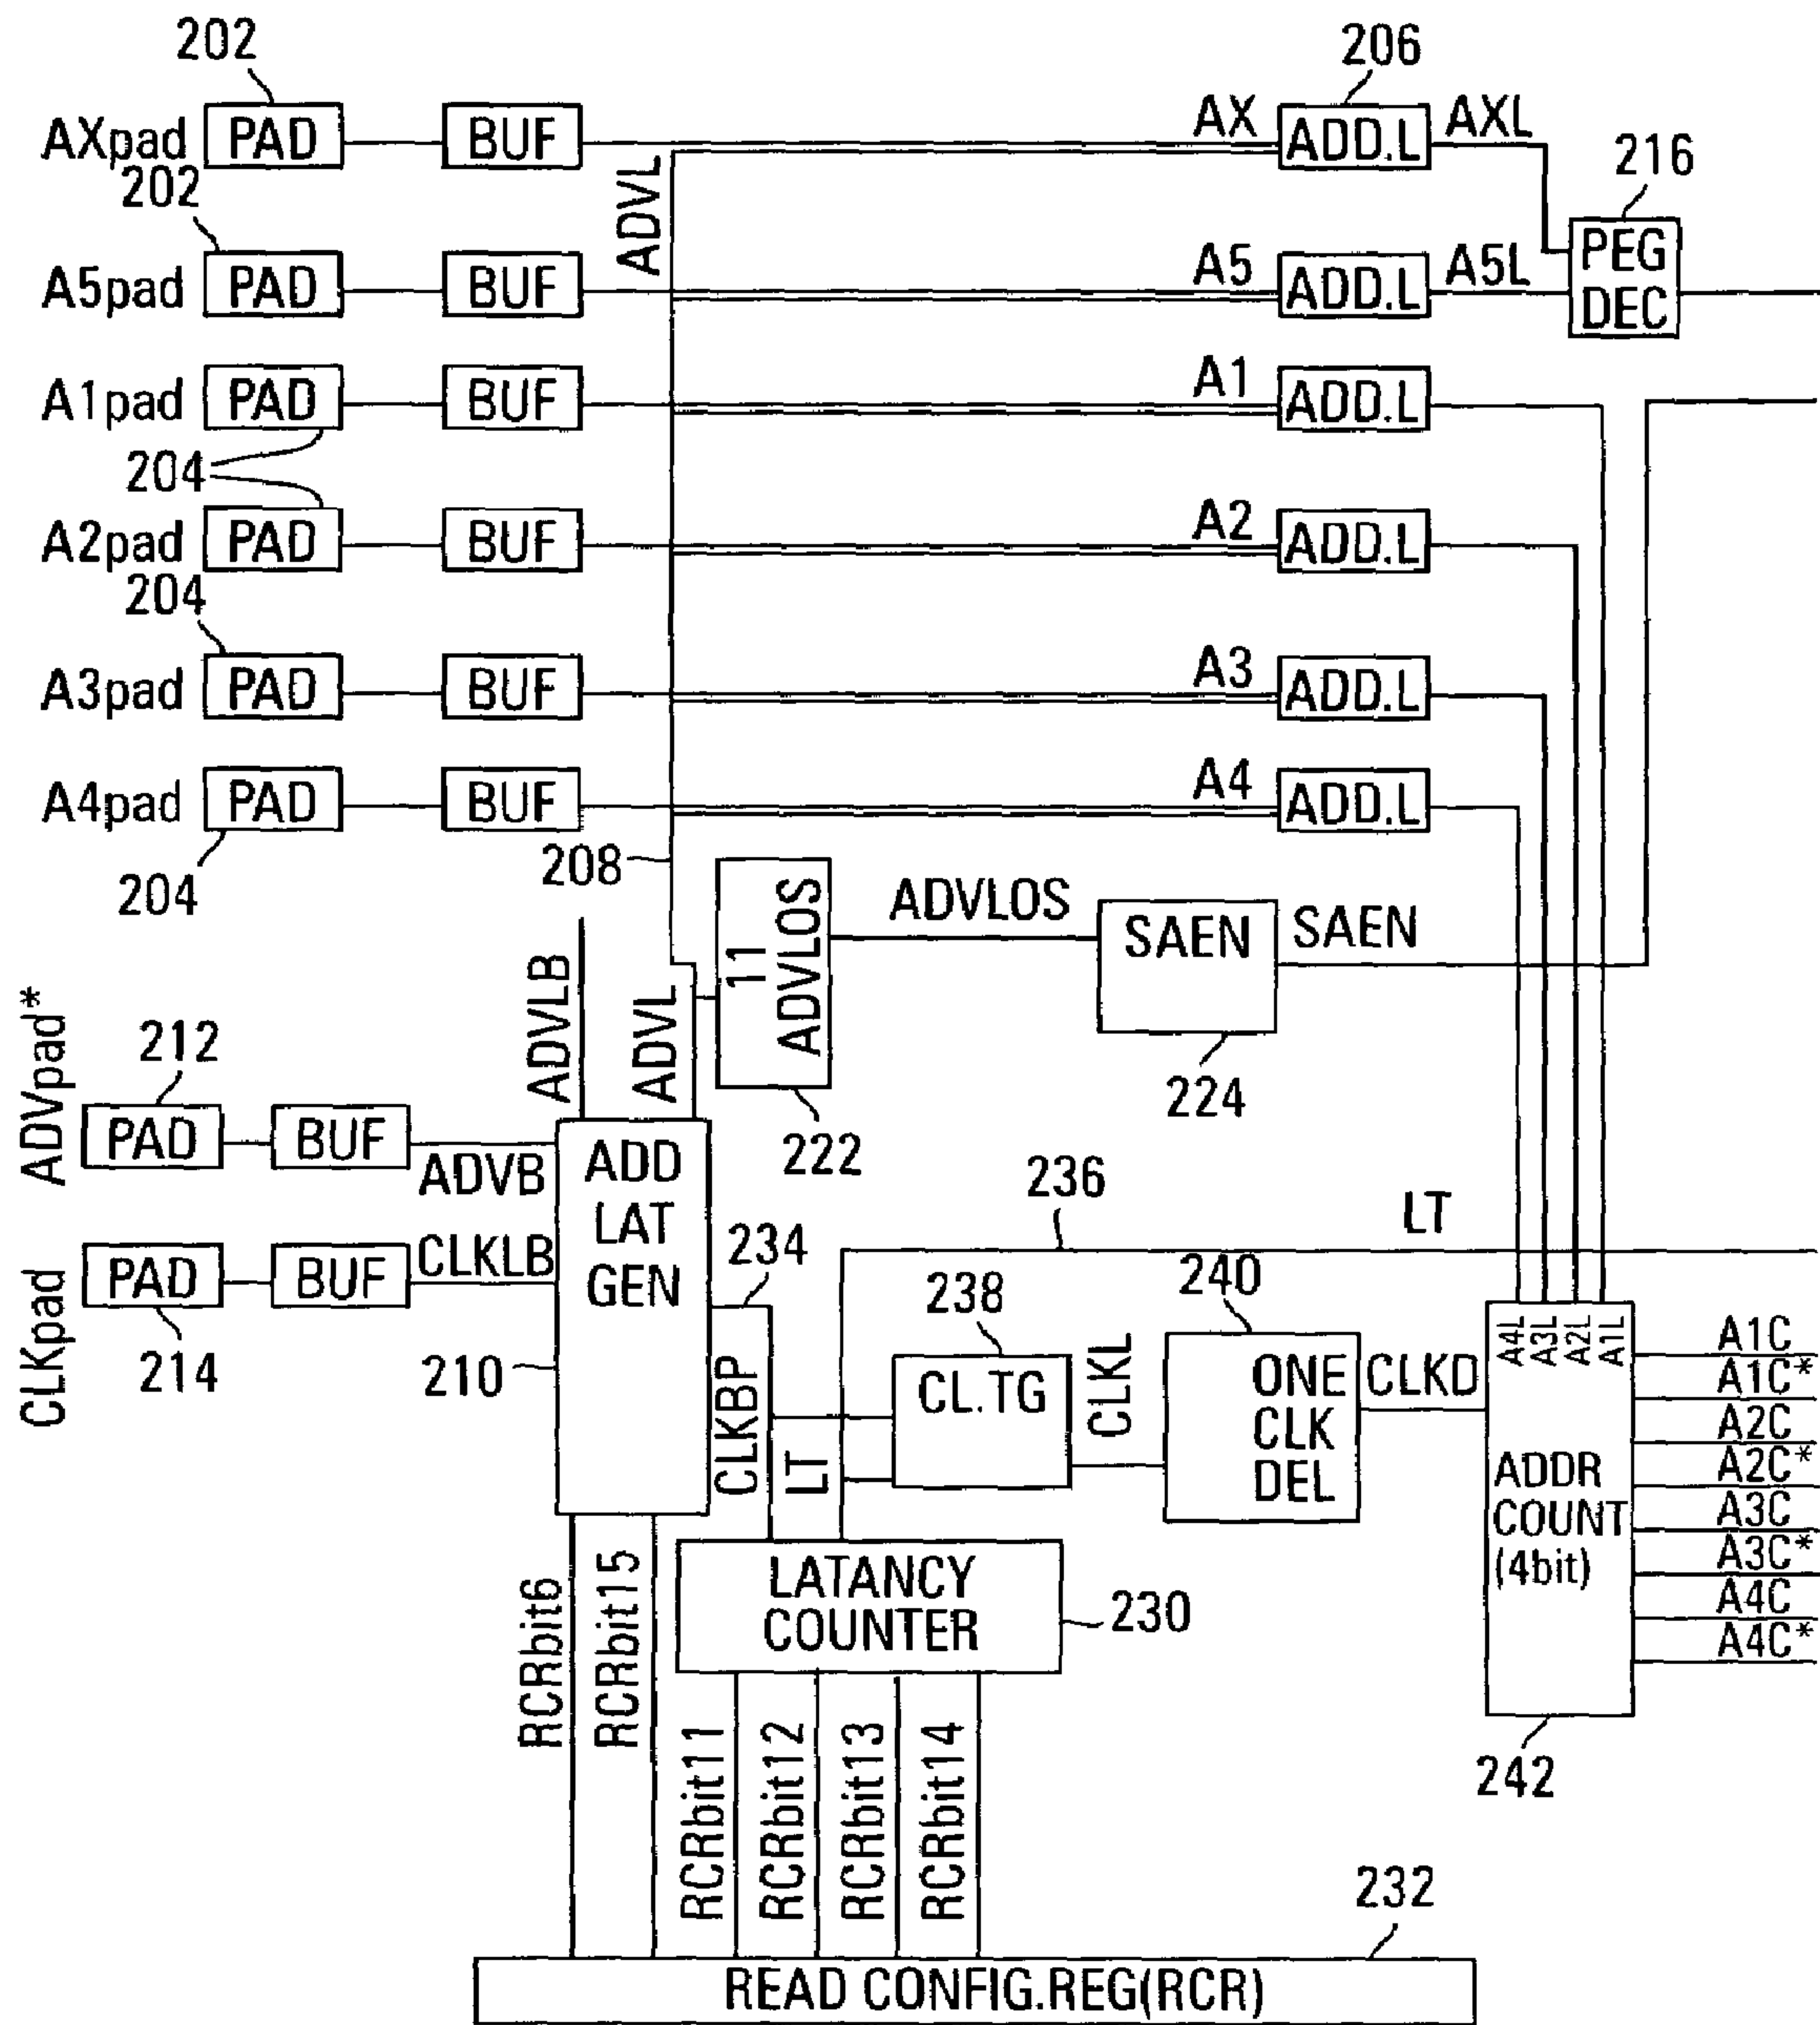 202 206
AXpad PAD BUF AX ADD.L AXL
202 ADVL 216
A5pad PAD BUF A5 ADD.L A5L PEG DEC
A1pad PAD BUF A1 ADD.L
204
A2pad PAD BUF A2 ADD.L
204
A3pad PAD BUF A3 ADD.L
A4pad PAD BUF A4 ADD.L
204 208
11 ADVLOS ADVLOS SAEN SAEN
ADVLB ADVL
222 224
ADVpad* 212
PAD BUF ADVB
ADD LAT GEN
CLKpad PAD BUF CLKLB
214 210
234 236 LT
CLKBP LT
238 240
CL.TG CLKL ONE CLK DEL CLKD
A4L A3L A2L A1L
ADDR COUNT (4bit)
A1C
A1C*
A2C
A2C*
A3C
A3C*
A4C
A4C*
242
LATANCY COUNTER 230
RCRbit6 RCRbit15 RCRbit11 RCRbit12 RCRbit13 RCRbit14
232
READ CONFIG.REG(RCR)